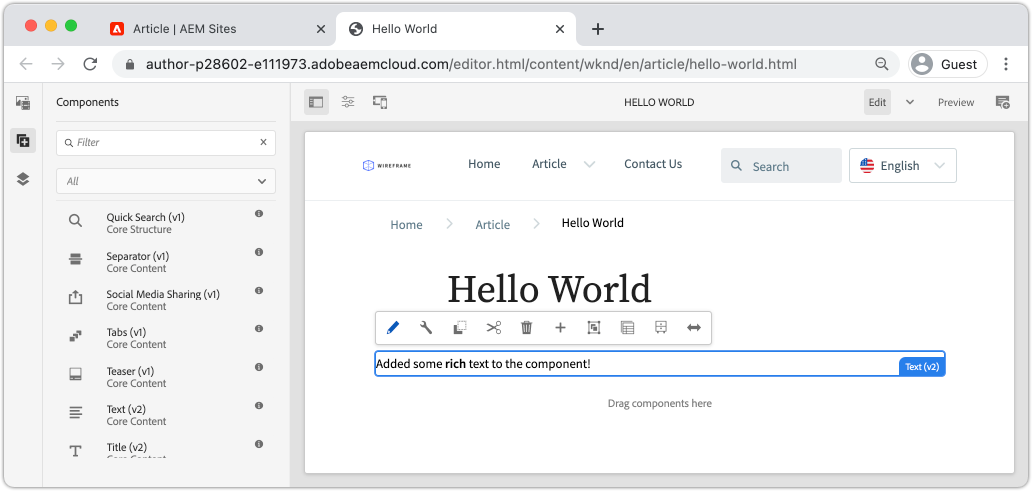 Article | AEM Sites
Hello World
author-p28602-e111973.adobeaemcloud.com/editor.html/content/wknd/en/article/hello-world.html
Guest
Components
HELLO WORLD
Edit
Preview
Filter
All
Quick Search (v1)
Core Structure
Separator (v1)
Core Content
Social Media Sharing (v1)
Core Content
Tabs (v1)
Core Content
Teaser (v1)
Core Content
Text (v2)
Core Content
Title (v2)
Core Content
WIREFRAME
Home
Article
Contact Us
Search
English
Home
Article
Hello World
Hello World
Added some rich text to the component!
Text (v2)
Drag components here